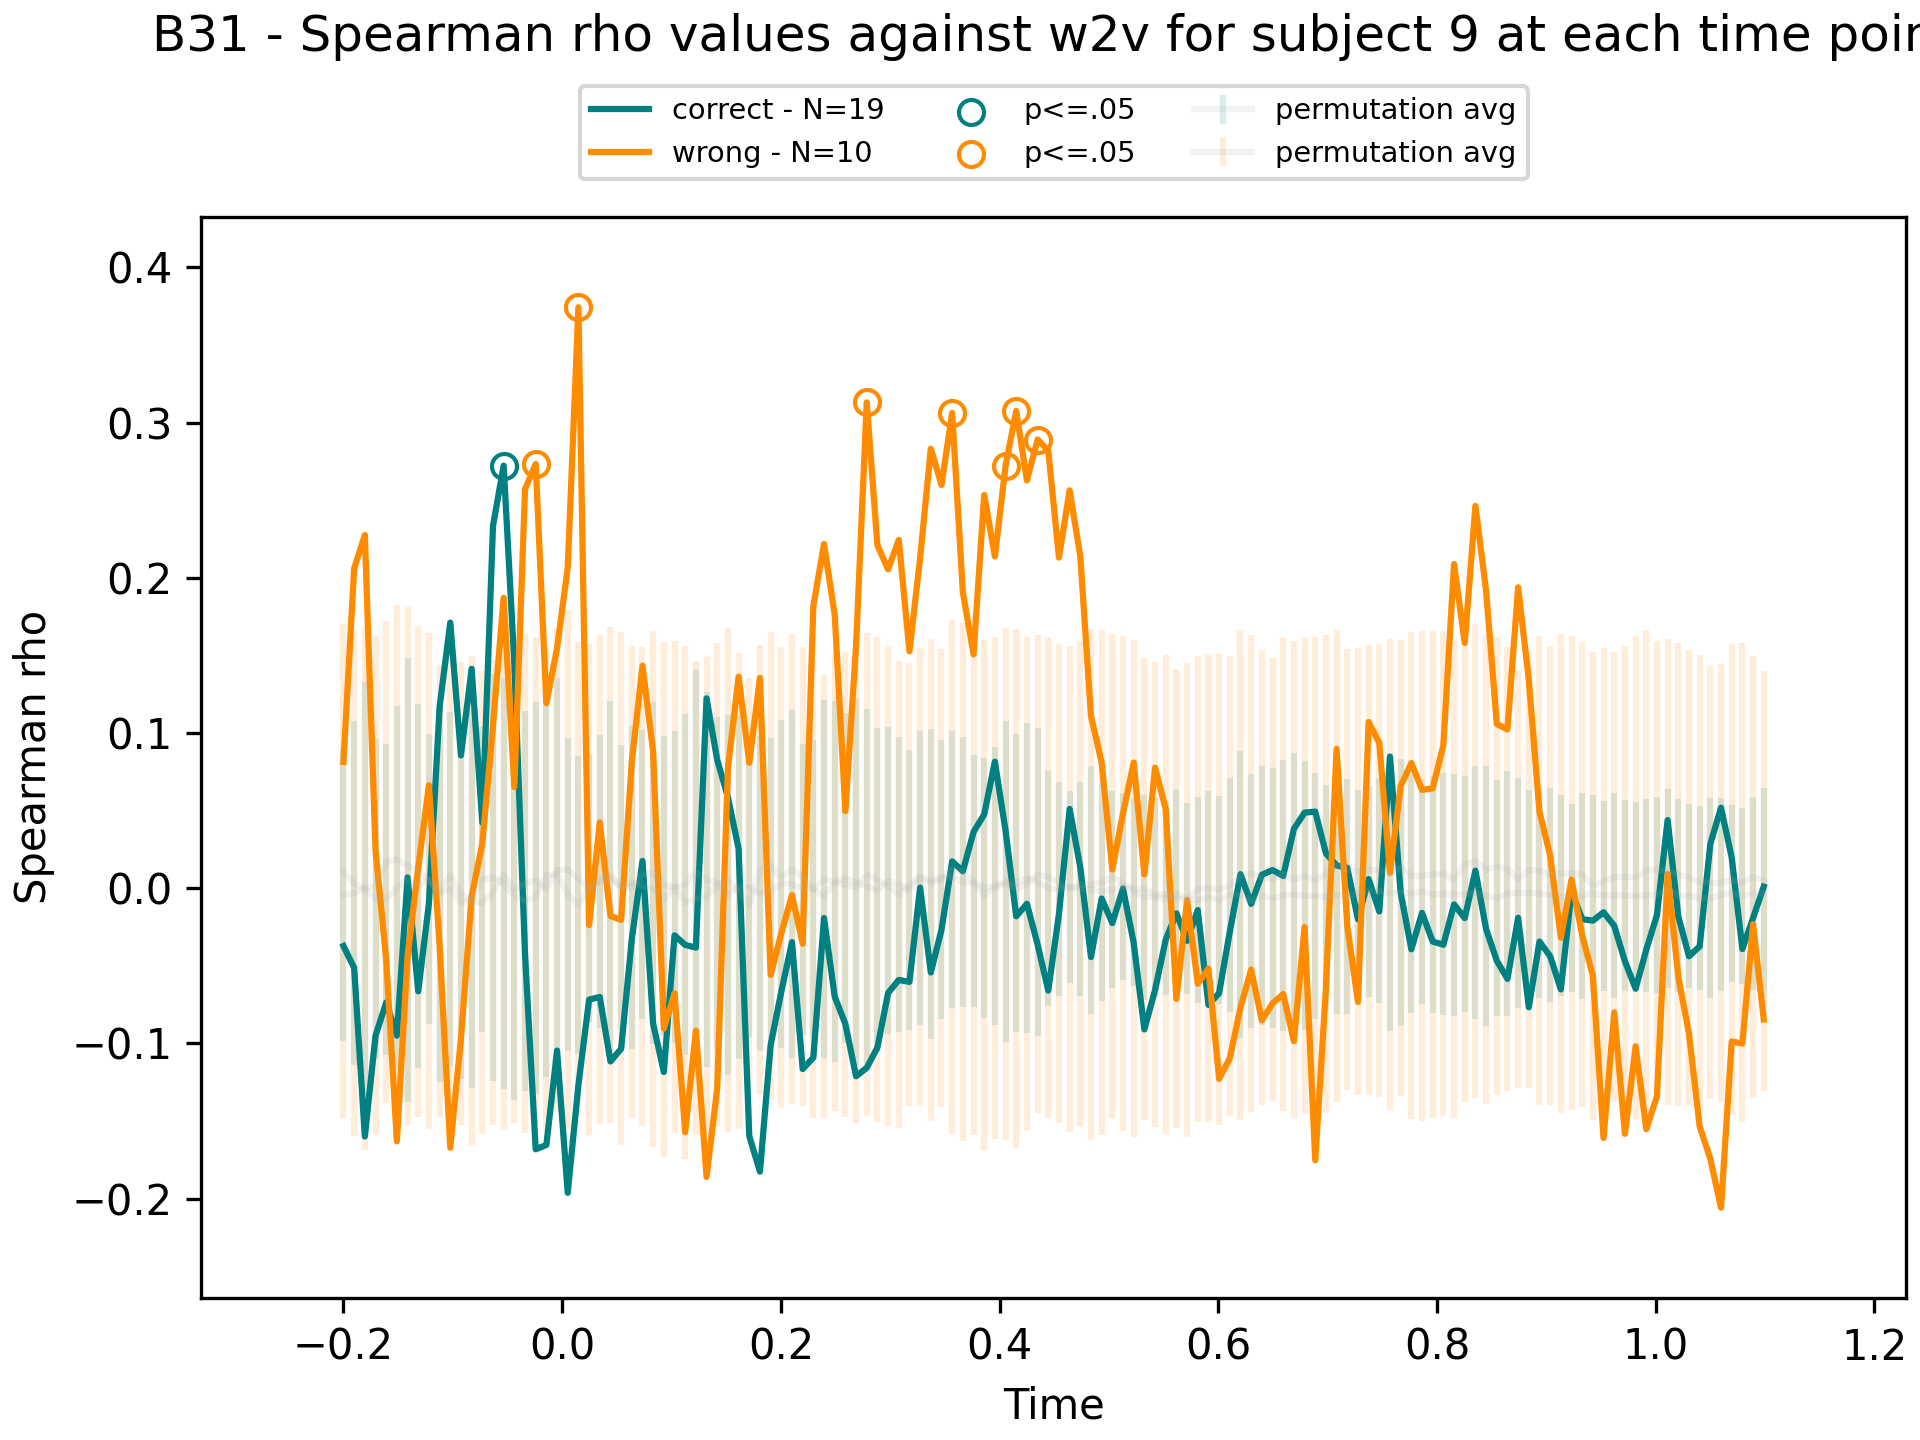 B31 - Spearman rho values against w2v for subject 9 at each time
correct - N=19
p<=.05
permutation avg
wrong - N=10
p<=.05
permutation avg
0.4
0.3
0.2
0.1
0.0
−0.1
−0.2
Spearman rho
−0.2 0.0 0.2 0.4 0.6 0.8 1.0 1.2
Time